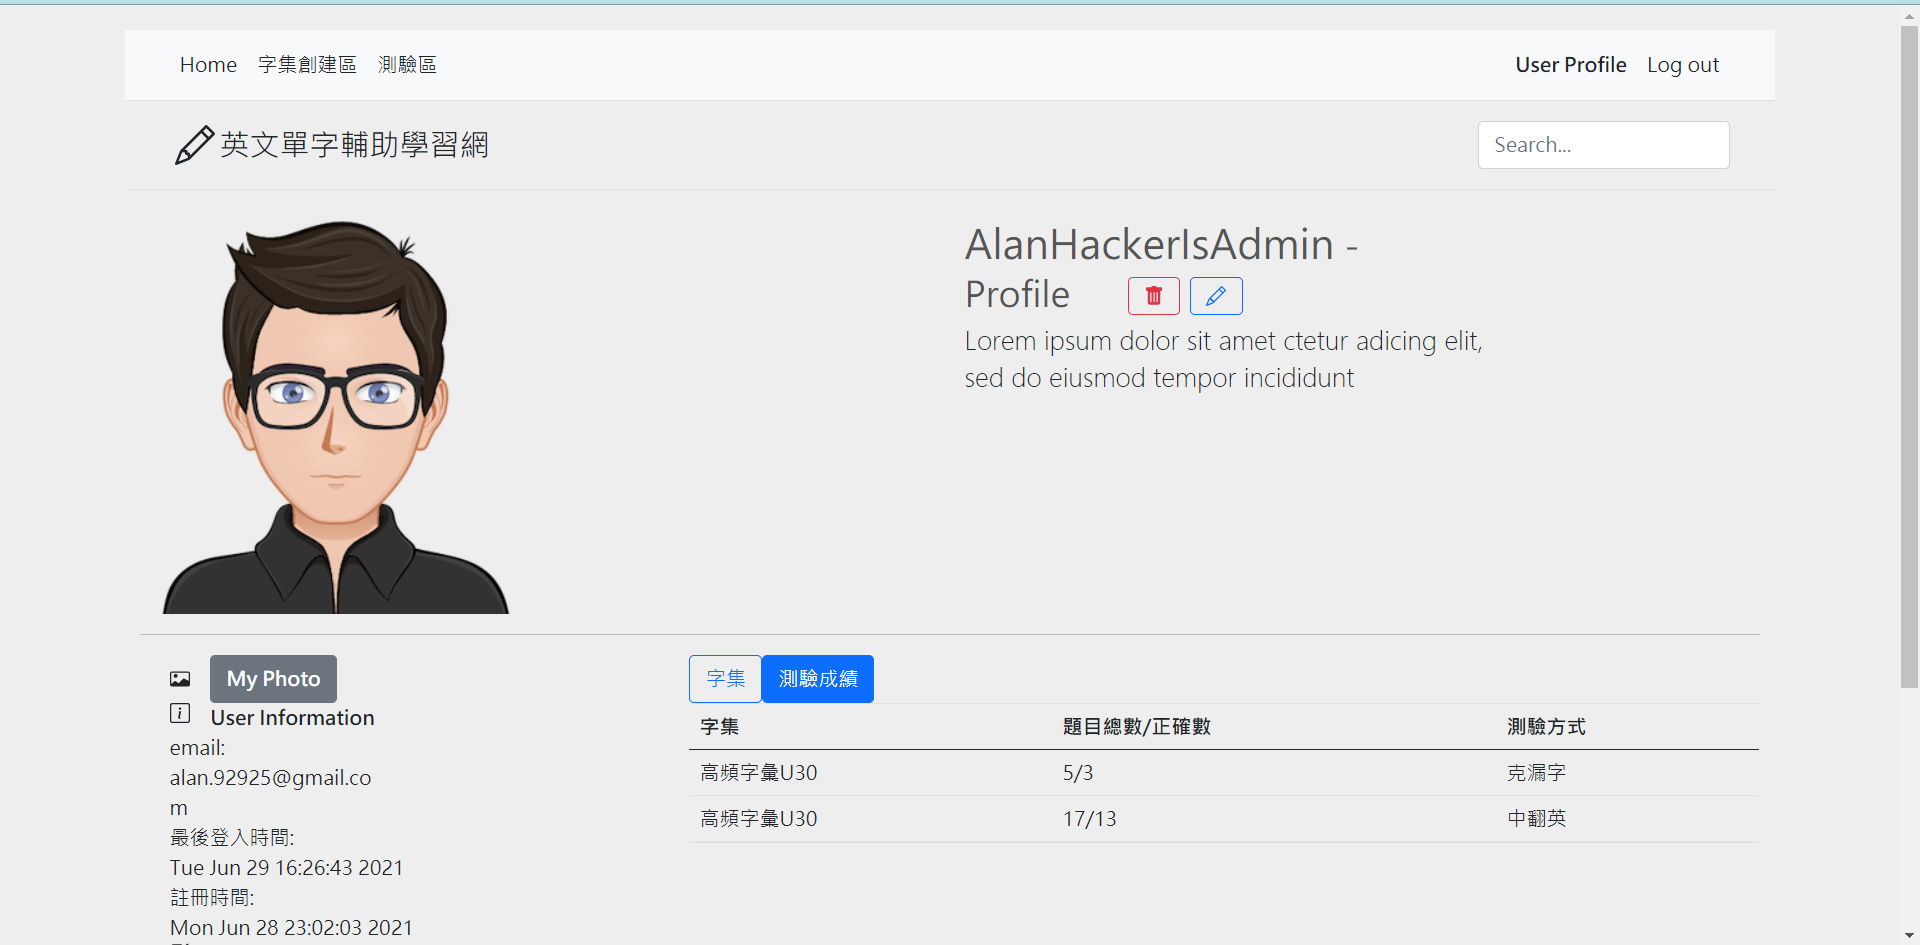 Home 字集創建區 測驗區 User Profile Log out
英文單字輔助學習網 Search...
AlanHackerIsAdmin -
Profile
Lorem ipsum dolor sit amet ctetur adicing elit,
sed do eiusmod tempor incididunt
My Photo
User Information
email:
alan.92925@gmail.co
m
最後登入時間:
Tue Jun 29 16:26:43 2021
註冊時間:
Mon Jun 28 23:02:03 2021
字集 測驗成績
字集 題目總數/正確數 測驗方式
高頻字彙U30 5/3 克漏字
高頻字彙U30 17/13 中翻英